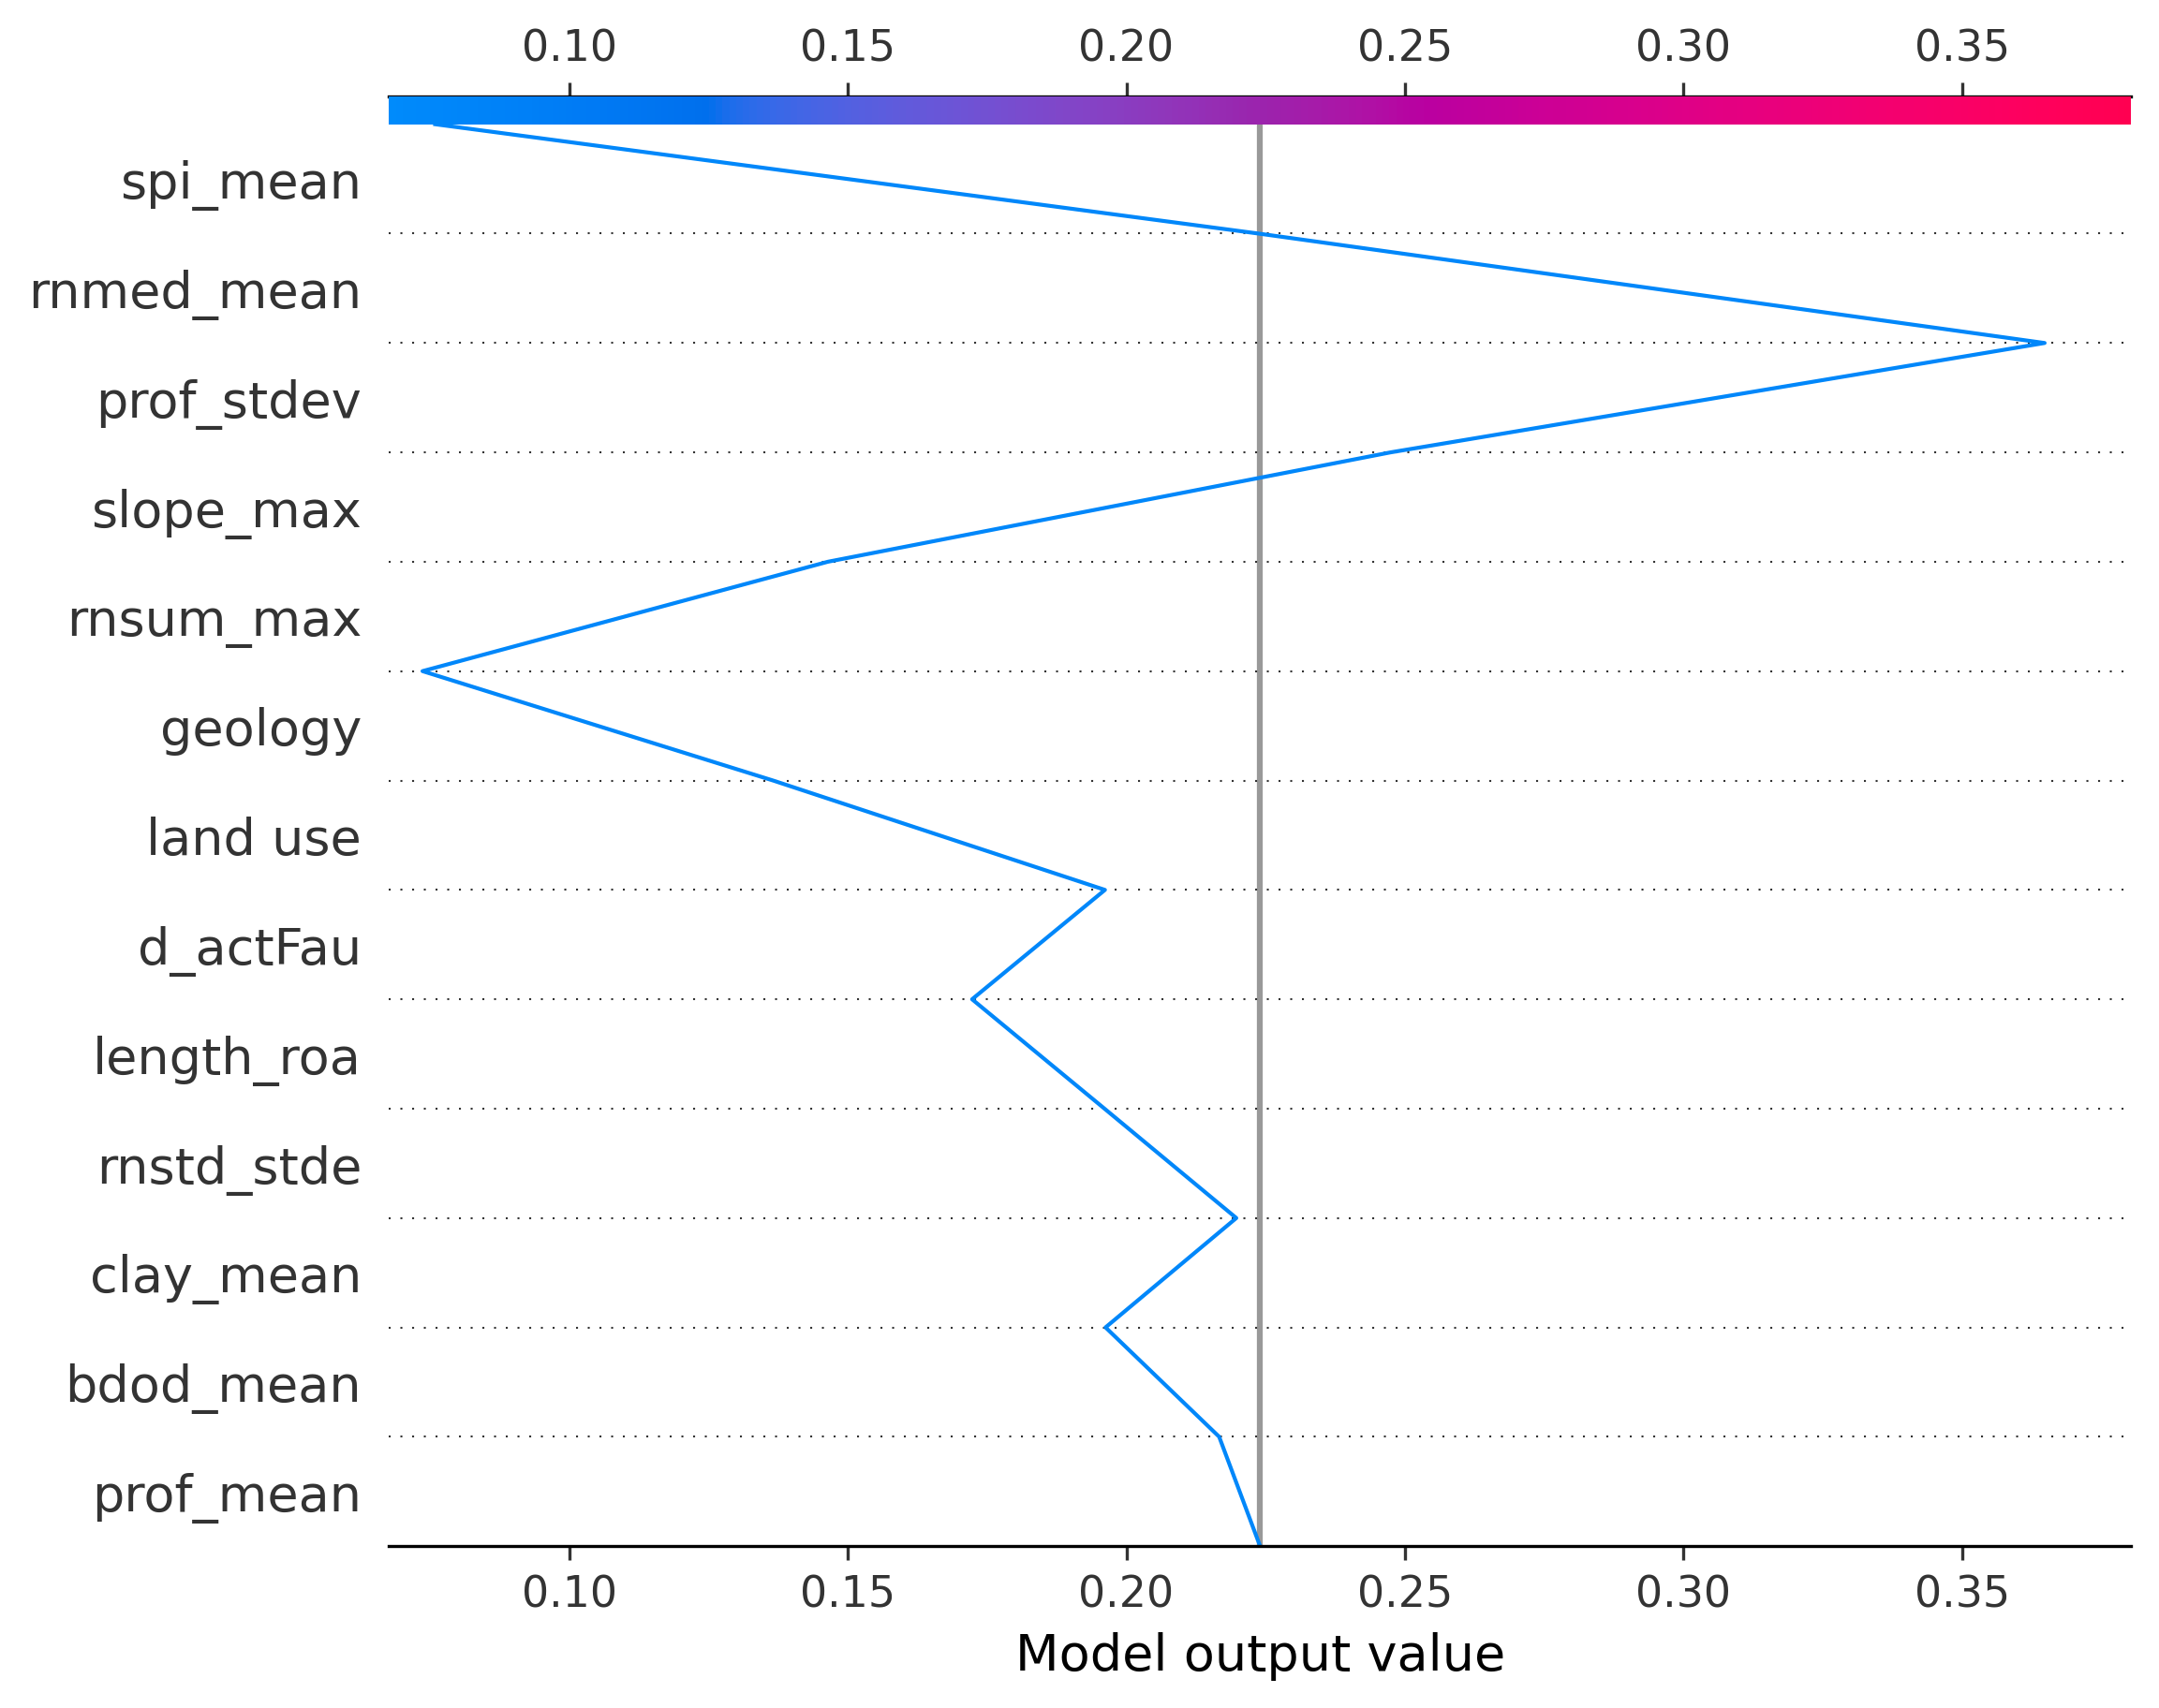 0.10 0.15 0.20 0.25 0.30 0.35
spi_mean
rnmed_mean
prof_stdev
slope_max
rnsum_max
geology
land use
d_actFau
length_roa
rnstd_stde
clay_mean
bdod_mean
prof_mean
0.10 0.15 0.20 0.25 0.30 0.35
Model output value